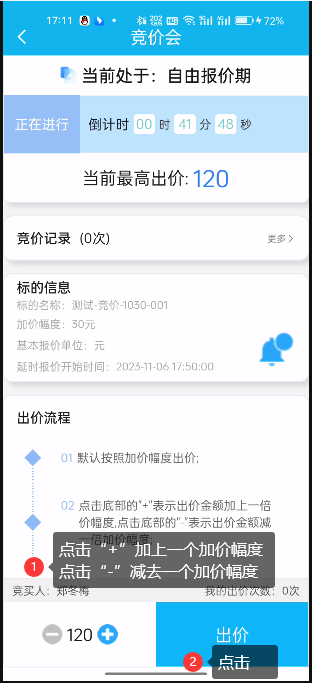 17:11
72%
竞价会
当前处于：自由报价期
正在进行
倒计时 00 时 41 分 48 秒
当前最高出价: 120
竞价记录 (0次)
更多
标的信息
标的名称：测试-竞价-1030-001
加价幅度：30元
基本报价单位：元
延时报价开始时间：2023-11-06 17:50:00
出价流程
01 默认按照加价幅度出价;
02 点击底部的"+"表示出价金额加上一倍
价幅度,点击底部的"-"表示出价金额减
一倍加价幅度;
1
点击“+”加上一个加价幅度
点击“-”减去一个加价幅度
竞买人：郑冬梅
我的出价次数：0次
120
出价
2
点击